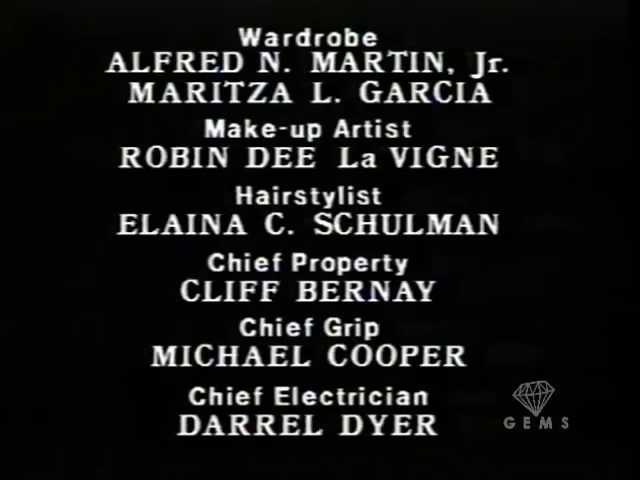 Wardrobe
ALFRED N. MARTIN, Jr.
MARITZA L. GARCIA
Make-up Artist
ROBIN DEE La VIGNE
Hairstylist
ELAINA C. SCHULMAN
Chief Property
CLIFF BERNAY
Chief Grip
MICHAEL COOPER
Chief Electrician
DARREL DYER
GEMS